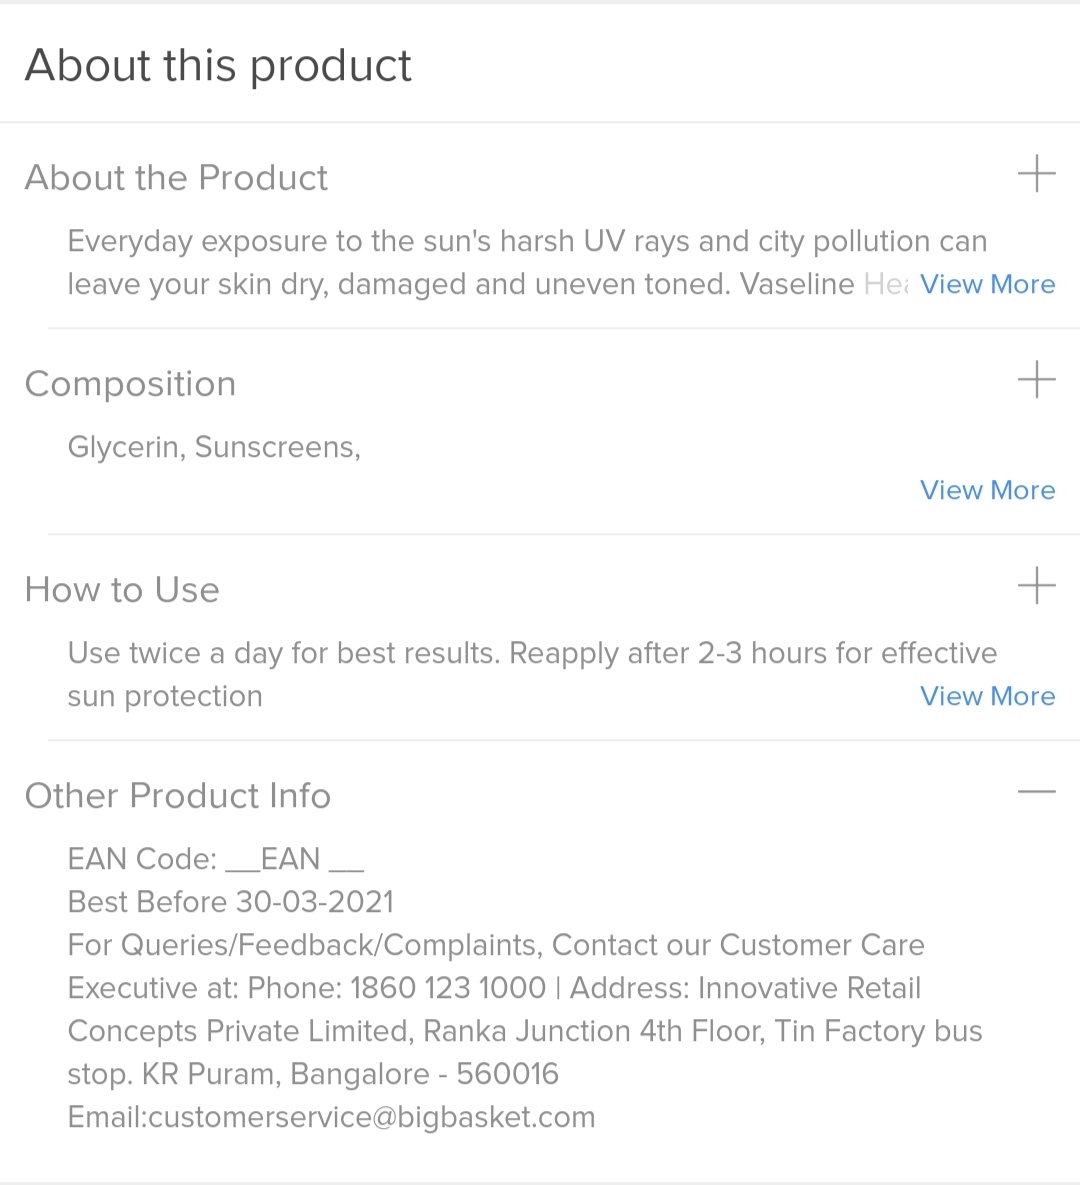 About this product
About the Product
Everyday exposure to the sun's harsh UV rays and city pollution can
leave your skin dry, damaged and uneven toned. Vaseline View More
Composition
Glycerin, Sunscreens,
View More
How to Use
Use twice a day for best results. Reapply after 2-3 hours for effective
sun protection View More
Other Product Info
EAN Code: __EAN __
Best Before 30-03-2021
For Queries/Feedback/Complaints, Contact our Customer Care
Executive at: Phone: 1860 123 1000 | Address: Innovative Retail
Concepts Private Limited, Ranka Junction 4th Floor, Tin Factory bus
stop. KR Puram, Bangalore - 560016
Email:customerservice@bigbasket.com